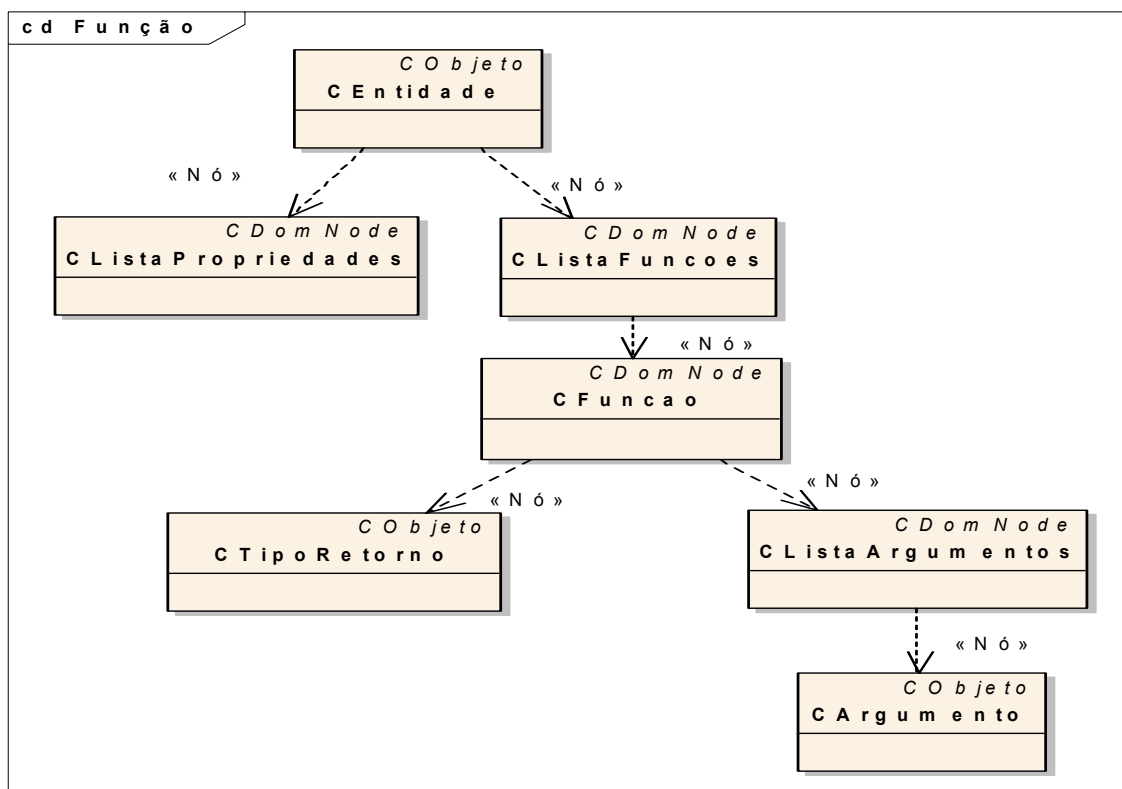 cd Função
CObjeto
CEntidade
«Nó»
«Nó»
CDomNode
CListaPropriedades
CDomNode
CListaFuncoes
«Nó»
CDomNode
CFuncao
«Nó»
«Nó»
CObjeto
CTipoRetorno
CDomNode
CListaArgumentos
«Nó»
CObjeto
CArgumento